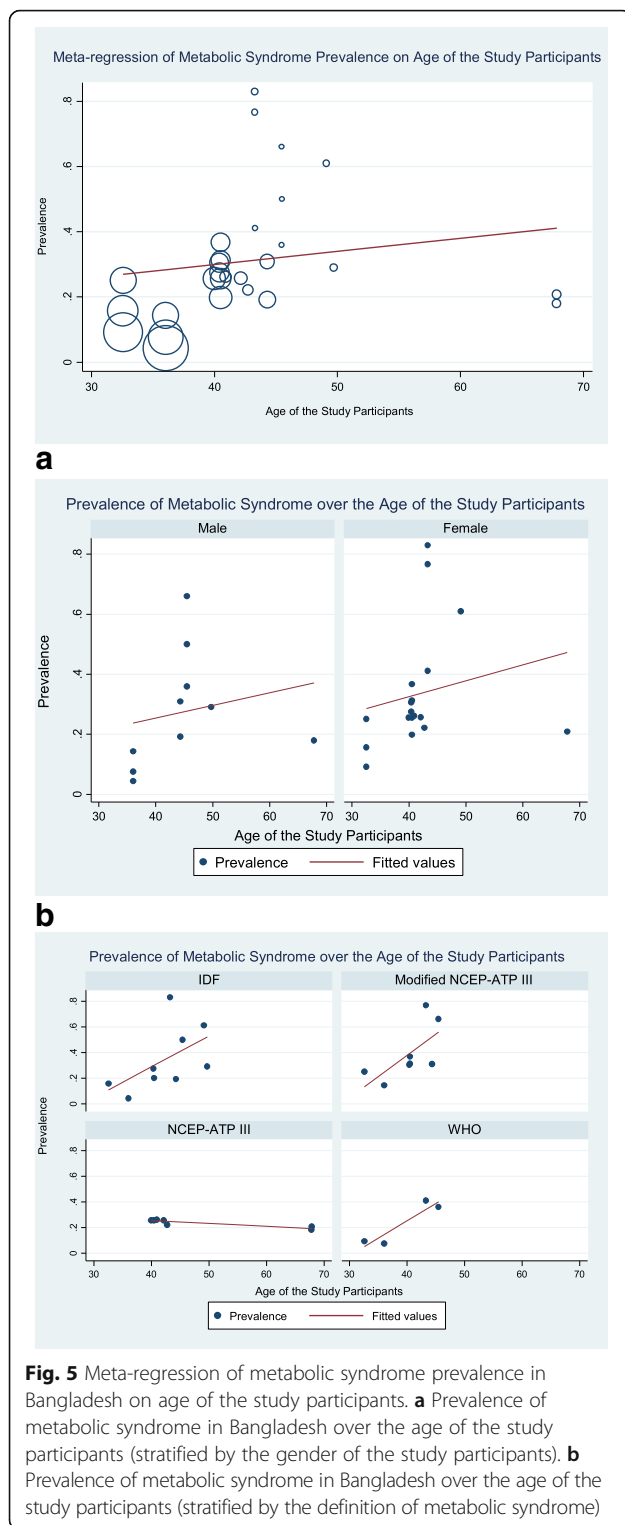 Meta-regression of Metabolic Syndrome Prevalence on Age of the Study Participants
Prevalence
.8
.6
.4
.2
0
30 40 50 60 70
Age of the Study Participants
a
Prevalence of Metabolic Syndrome over the Age of the Study Participants
Male Female
Prevalence
.8
.6
.4
.2
0
30 40 50 60 70 30 40 50 60 70
Age of the Study Participants
Prevalence Fitted values
b
Prevalence of Metabolic Syndrome over the Age of the Study Participants
IDF Modified NCEP-ATP III
.8
.6
.4
.2
0
Prevalence
NCEP-ATP III WHO
.8
.6
.4
.2
0
30 40 50 60 70 30 40 50 60 70
Age of the Study Participants
Prevalence Fitted values
Fig. 5 Meta-regression of metabolic syndrome prevalence in
Bangladesh on age of the study participants. a Prevalence of
metabolic syndrome in Bangladesh over the age of the study
participants (stratified by the gender of the study participants). b
Prevalence of metabolic syndrome in Bangladesh over the age of the
study participants (stratified by the definition of metabolic syndrome)